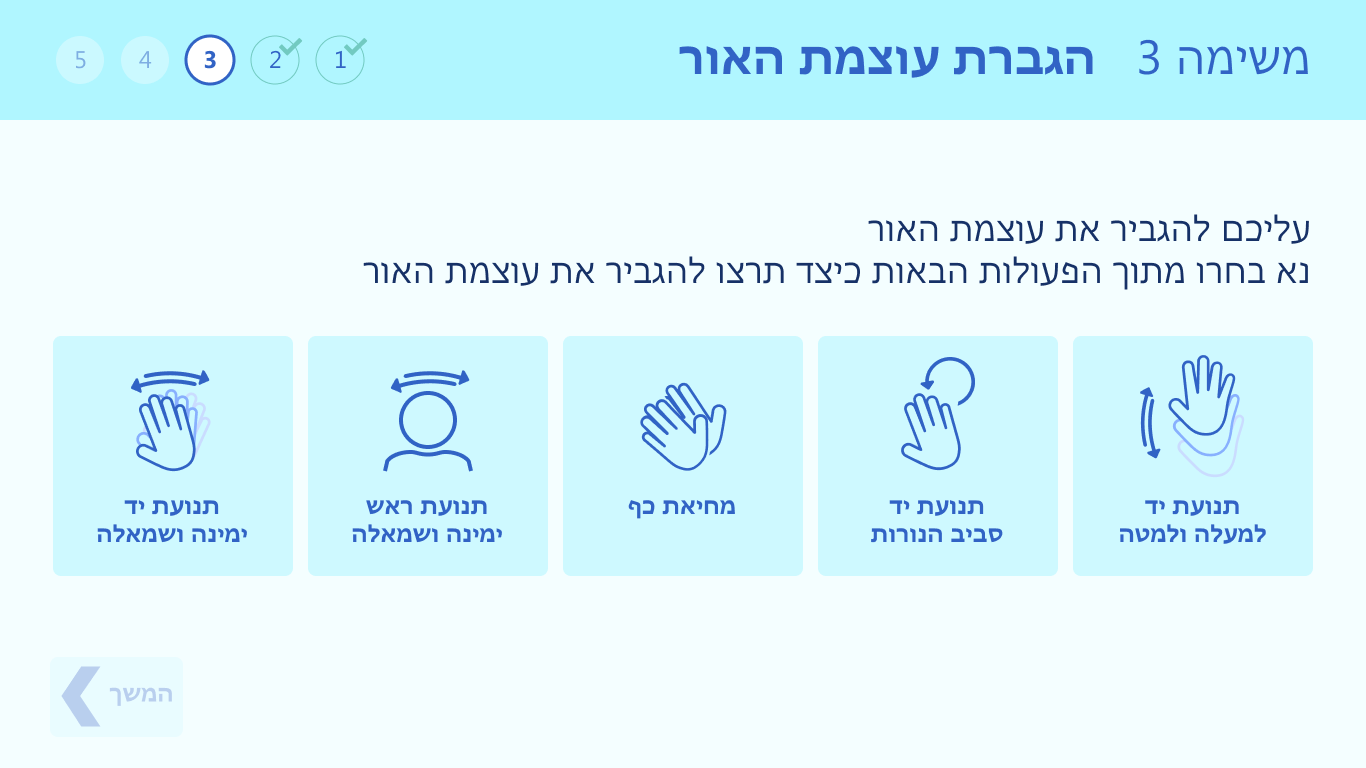 משימה 3 הגברת עוצמת האור
1 2 3 4 5
עליכם להגביר את עוצמת האור
נא בחרו מתוך הפעולות הבאות כיצד תרצו להגביר את עוצמת האור
תנועת יד
למעלה ולמטה
תנועת יד
סביב הנורות
מחיאת כף
תנועת ראש
ימינה ושמאלה
תנועת יד
ימינה ושמאלה
המשך